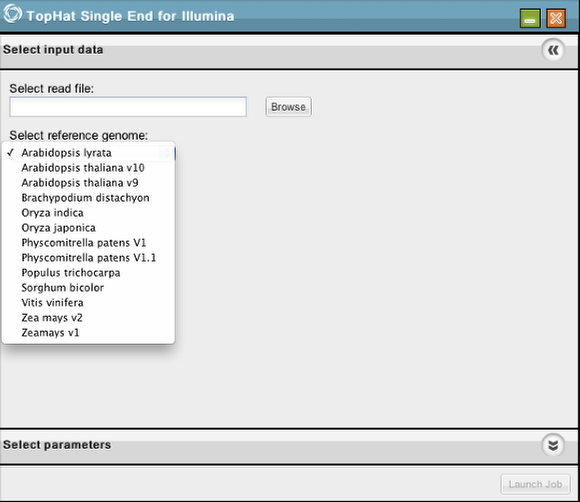 TopHat Single End for Illumina
Select input data
Select read file:
Browse
Select reference genome:
✓ Arabidopsis lyrata
Arabidopsis thaliana v10
Arabidopsis thaliana v9
Brachypodium distachyon
Oryza indica
Oryza japonica
Physcomitrella patens V1
Physcomitrella patens V1.1
Populus trichocarpa
Sorghum bicolor
Vitis vinifera
Zea mays v2
Zeamays v1
Select parameters
Launch Job